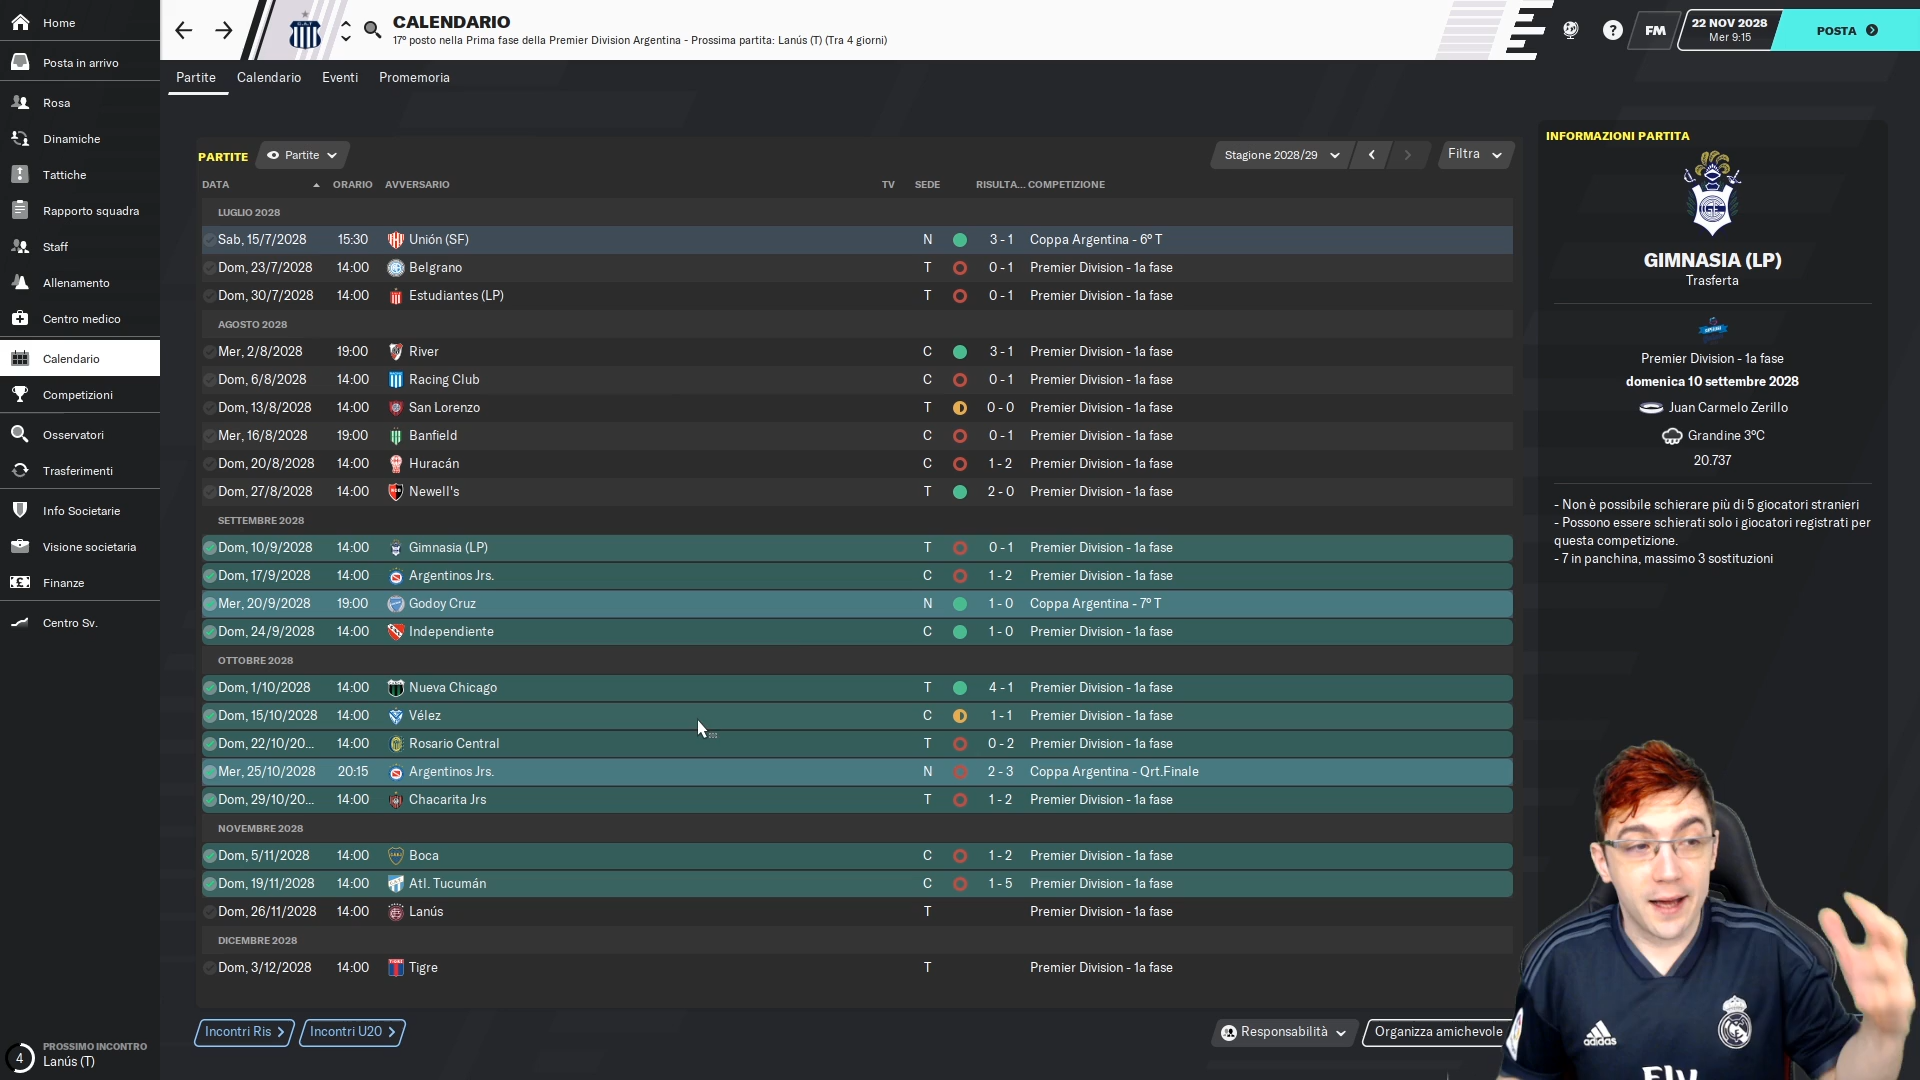 Home
Posta in arrivo
Rosa
Dinamiche
Tattiche
Rapporto squadra
Staff
Allenamento
Centro medico
Calendario
Competizioni
Osservatori
Trasferimenti
Info Societarie
Visione societaria
Finanze
Centro Sv.
4
PROSSIMO INCONTRO
Lanús (T)
CALENDARIO
17º posto nella Prima fase della Premier Division Argentina - Prossima partita: Lanús (T) (Tra 4 giorni)
FM
22 NOV 2028
Mer 9:15
POSTA
Partite Calendario Eventi Promemoria
PARTITE Partite Stagione 2028/29 Filtra
DATA ORARIO AVVERSARIO TV SEDE RISULTA... COMPETIZIONE
LUGLIO 2028
Sab, 15/7/2028 15:30 Unión (SF) N 3 - 1 Coppa Argentina - 6º T
Dom, 23/7/2028 14:00 Belgrano T 0 - 1 Premier Division - 1a fase
Dom, 30/7/2028 14:00 Estudiantes (LP) T 0 - 1 Premier Division - 1a fase
AGOSTO 2028
Mer, 2/8/2028 19:00 River C 3 - 1 Premier Division - 1a fase
Dom, 6/8/2028 14:00 Racing Club C 0 - 1 Premier Division - 1a fase
Dom, 13/8/2028 14:00 San Lorenzo T 0 - 0 Premier Division - 1a fase
Mer, 16/8/2028 19:00 Banfield C 0 - 1 Premier Division - 1a fase
Dom, 20/8/2028 14:00 Huracán C 1 - 2 Premier Division - 1a fase
Dom, 27/8/2028 14:00 Newell's T 2 - 0 Premier Division - 1a fase
SETTEMBRE 2028
Dom, 10/9/2028 14:00 Gimnasia (LP) T 0 - 1 Premier Division - 1a fase
Dom, 17/9/2028 14:00 Argentinos Jrs. C 1 - 2 Premier Division - 1a fase
Mer, 20/9/2028 19:00 Godoy Cruz N 1 - 0 Coppa Argentina - 7º T
Dom, 24/9/2028 14:00 Independiente C 1 - 0 Premier Division - 1a fase
OTTOBRE 2028
Dom, 1/10/2028 14:00 Nueva Chicago T 4 - 1 Premier Division - 1a fase
Dom, 15/10/2028 14:00 Vélez C 1 - 1 Premier Division - 1a fase
Dom, 22/10/20... 14:00 Rosario Central T 0 - 2 Premier Division - 1a fase
Mer, 25/10/2028 20:15 Argentinos Jrs. N 2 - 3 Coppa Argentina - Qrt.Finale
Dom, 29/10/20... 14:00 Chacarita Jrs T 1 - 2 Premier Division - 1a fase
NOVEMBRE 2028
Dom, 5/11/2028 14:00 Boca C 1 - 2 Premier Division - 1a fase
Dom, 19/11/2028 14:00 Atl. Tucumán C 1 - 5 Premier Division - 1a fase
Dom, 26/11/2028 14:00 Lanús T Premier Division - 1a fase
DICEMBRE 2028
Dom, 3/12/2028 14:00 Tigre T Premier Division - 1a fase
Incontri Ris Incontri U20 Responsabilità Organizza amichevole
INFORMAZIONI PARTITA
GIMNASIA (LP)
Trasferta
Premier Division - 1a fase
domenica 10 settembre 2028
Juan Carmelo Zerillo
Grandine 3ºC
20.737
- Non è possibile schierare più di 5 giocatori stranieri
- Possono essere schierati solo i giocatori registrati per
questa competizione.
- 7 in panchina, massimo 3 sostituzioni
adidas